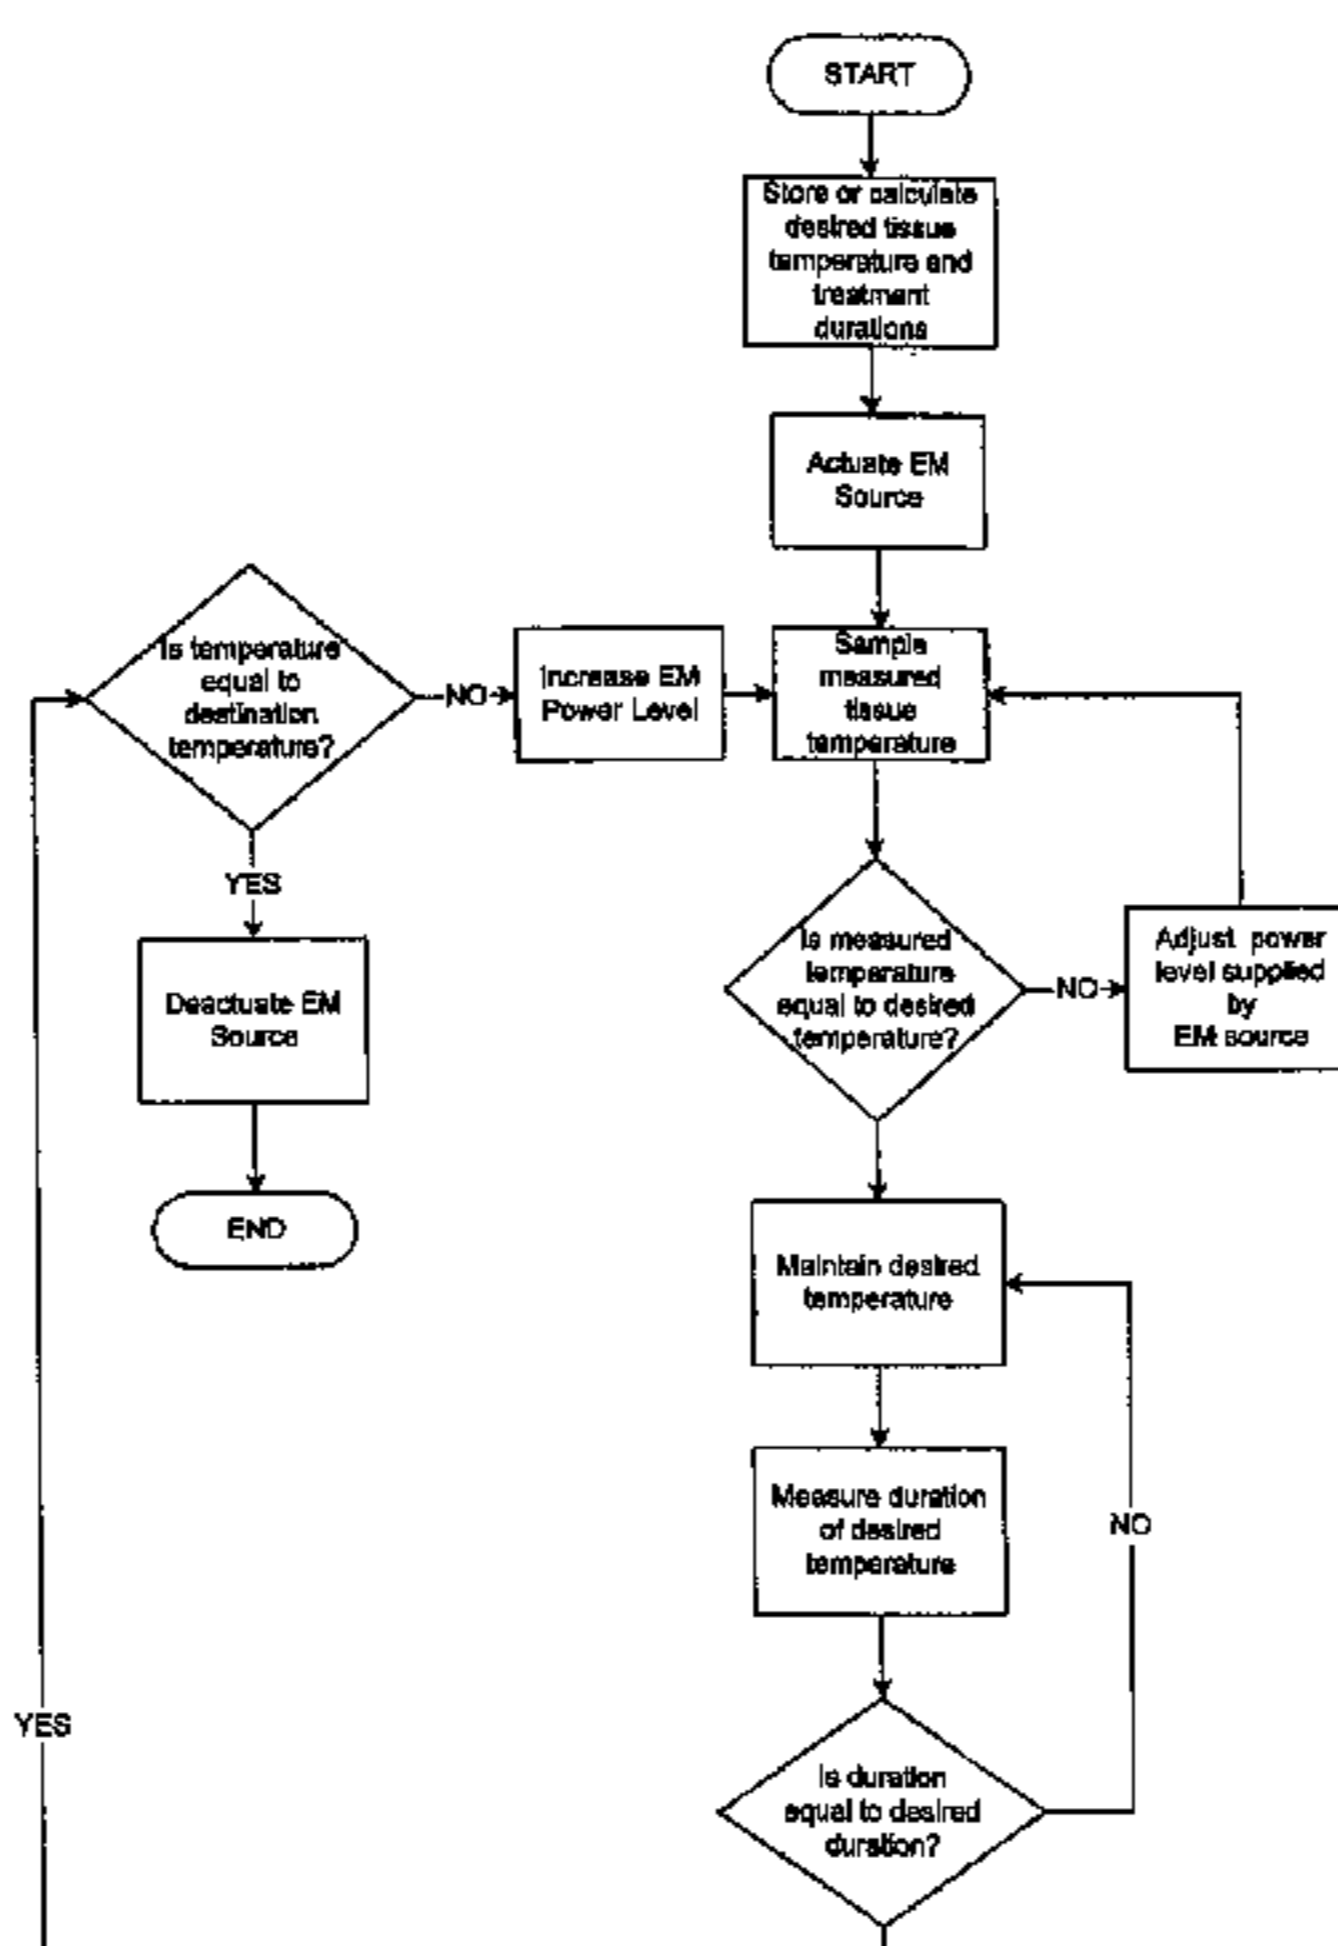 START
Store or calculate
desired tissue
temperature and
treatment
durations
Actuate EM
Source
Is temperature
equal to
destination
temperature?
NO
Increase EM
Power Level
Sample
measured
tissue
temperature
YES
Deactuate EM
Source
END
Is measured
temperature
equal to desired
temperature?
NO
Adjust power
level supplied
by
EM source
Maintain desired
temperature
Measure duration
of desired
temperature
NO
YES
Is duration
equal to desired
duration?